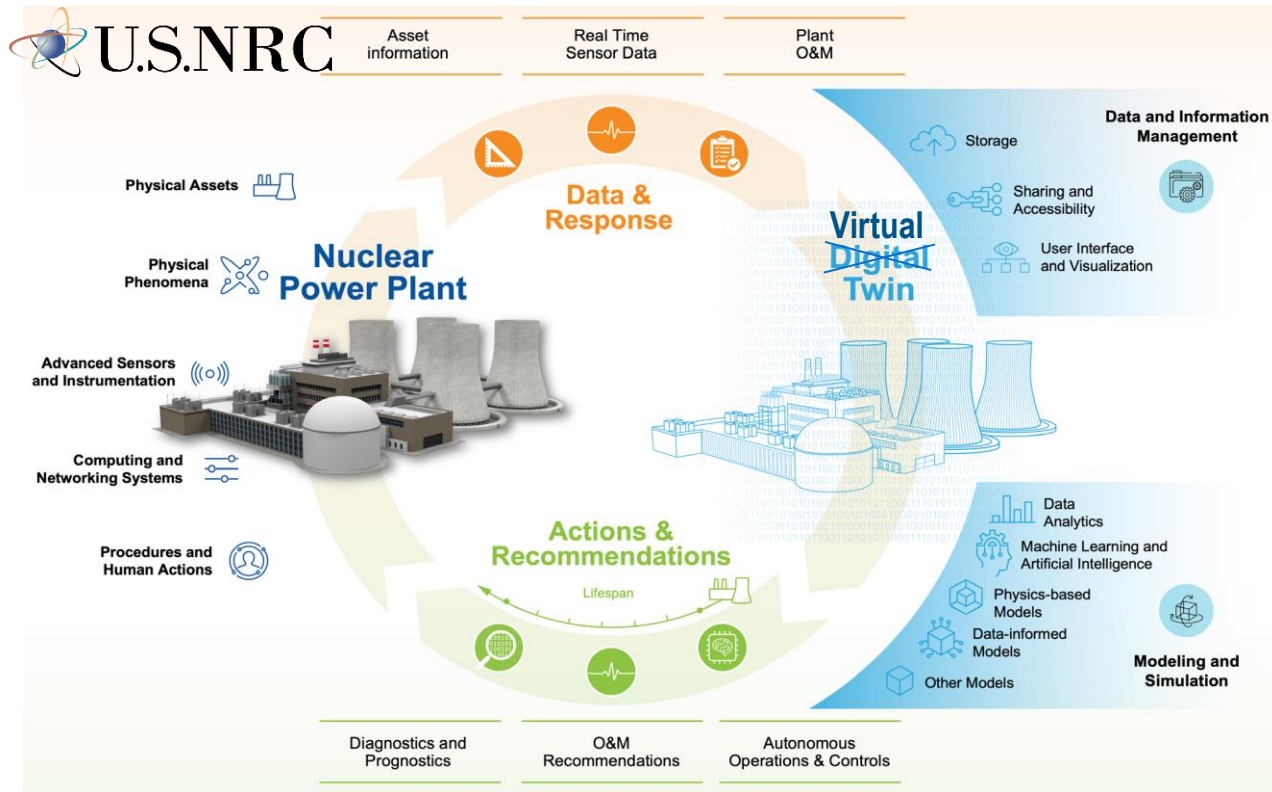 U.S.NRC
Asset
information
Real Time
Sensor Data
Plant
O&M
Data and Information
Management
Storage
Sharing and
Accessibility
User Interface
and Visualization
Physical Assets
Physical
Phenomena
Advanced Sensors
and Instrumentation
Computing and
Networking Systems
Procedures and
Human Actions
Nuclear
Power Plant
Data &
Response
Virtual
Digital
Twin
Actions &
Recommendations
Lifespan
Data
Analytics
Machine Learning and
Artificial Intelligence
Physics-based
Models
Data-informed
Models
Other Models
Modeling and
Simulation
Diagnostics and
Prognostics
O&M
Recommendations
Autonomous
Operations & Controls